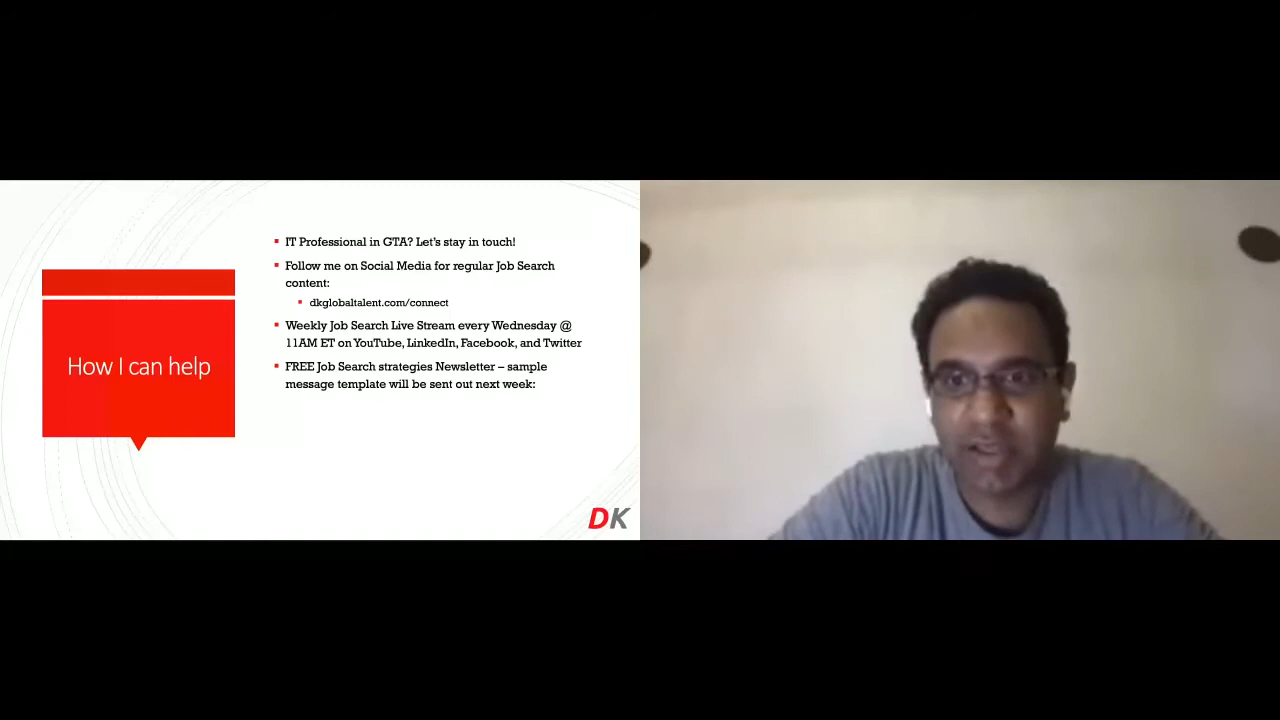 How I can help
IT Professional in GTA? Let's stay in touch!
Follow me on Social Media for regular Job Search
content:
dkglobaltalent.com/connect
Weekly Job Search Live Stream every Wednesday @
11AM ET on YouTube, LinkedIn, Facebook, and Twitter
FREE Job Search strategies Newsletter – sample
message template will be sent out next week:
DK